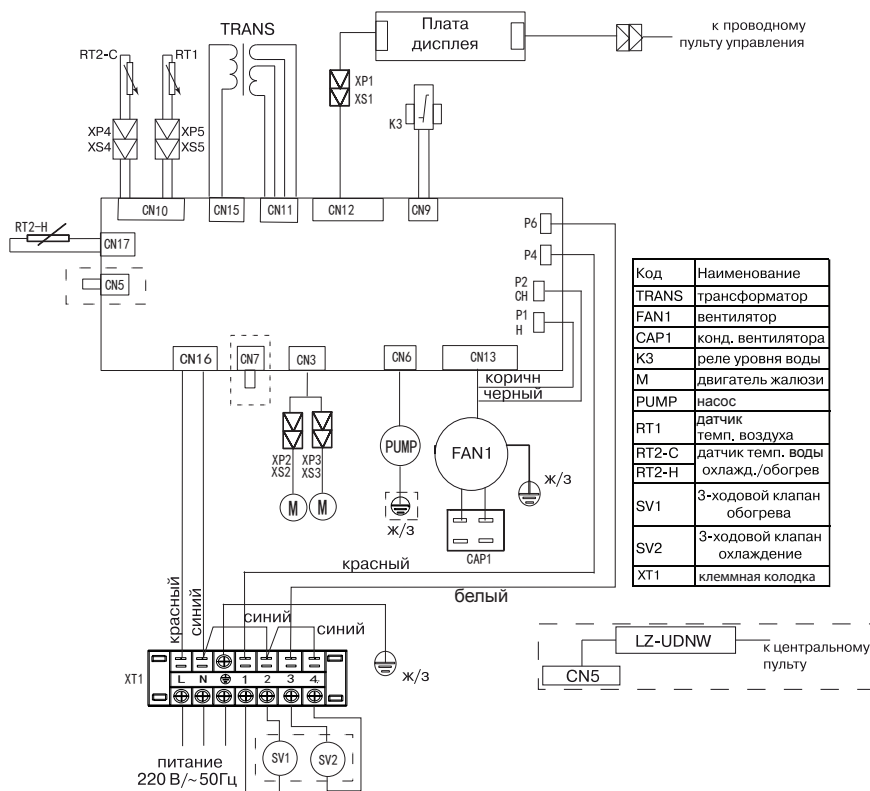 TRANS
Плата
дисплея
к проводному
пульту управления
RT2-C
RT1
XP1
XS1
K3
XP4
XS4
XP5
XS5
CN10
CN15
CN11
CN12
CN9
RT2-H
CN17
P6
P4
CN5
P2
CH
P1
H
CN16
CN7
CN3
CN6
CN13
коричн
черный
XP2
XS2
XP3
XS3
PUMP
FAN1
M
M
ж/з
ж/з
CAP1
Код Наименование
TRANS трансформатор
FAN1 вентилятор
CAP1 конд. вентилятора
K3 реле уровня воды
M двигатель жалюзи
PUMP насос
RT1 датчик
темп. воздуха
RT2-C датчик темп. воды
RT2-H охлажд./обогрев
SV1 3-ходовой клапан
обогрева
SV2 3-ходовой клапан
охлаждение
XT1 клеммная колодка
красный
белый
красный
синий
синий
синий
ж/з
XT1
L N 1 2 3 4
SV1
SV2
питание
220 В/~50Гц
LZ-UDNW
CN5
к центральному
пульту